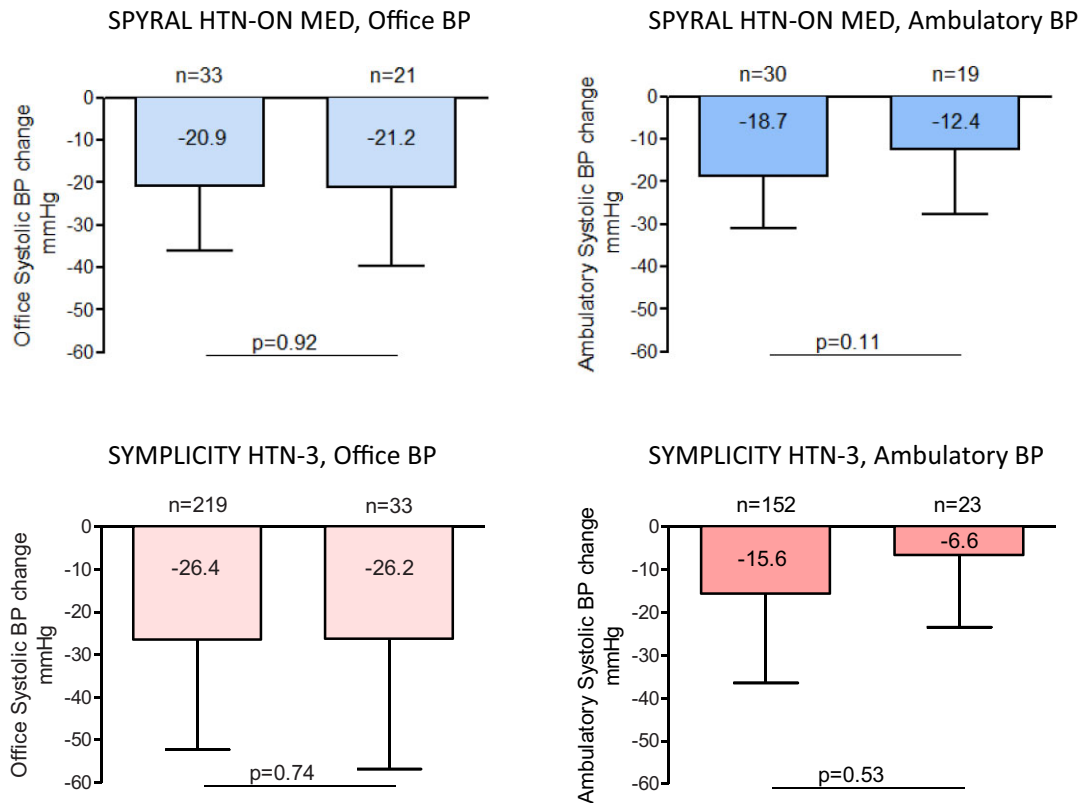 SPYRAL HTN-ON MED, Office BP
n=33
n=21
0
-10
-20
-30
-40
-50
-60
Office Systolic BP change
mmHg
-20.9
-21.2
p=0.92
SPYRAL HTN-ON MED, Ambulatory BP
n=30
n=19
0
-10
-20
-30
-40
-50
-60
Ambulatory Systolic BP change
mmHg
-18.7
-12.4
p=0.11
SYMPLICITY HTN-3, Office BP
n=219
n=33
0
-10
-20
-30
-40
-50
-60
Office Systolic BP change
mmHg
-26.4
-26.2
p=0.74
SYMPLICITY HTN-3, Ambulatory BP
n=152
n=23
0
-10
-20
-30
-40
-50
-60
Ambulatory Systolic BP change
mmHg
-15.6
-6.6
p=0.53